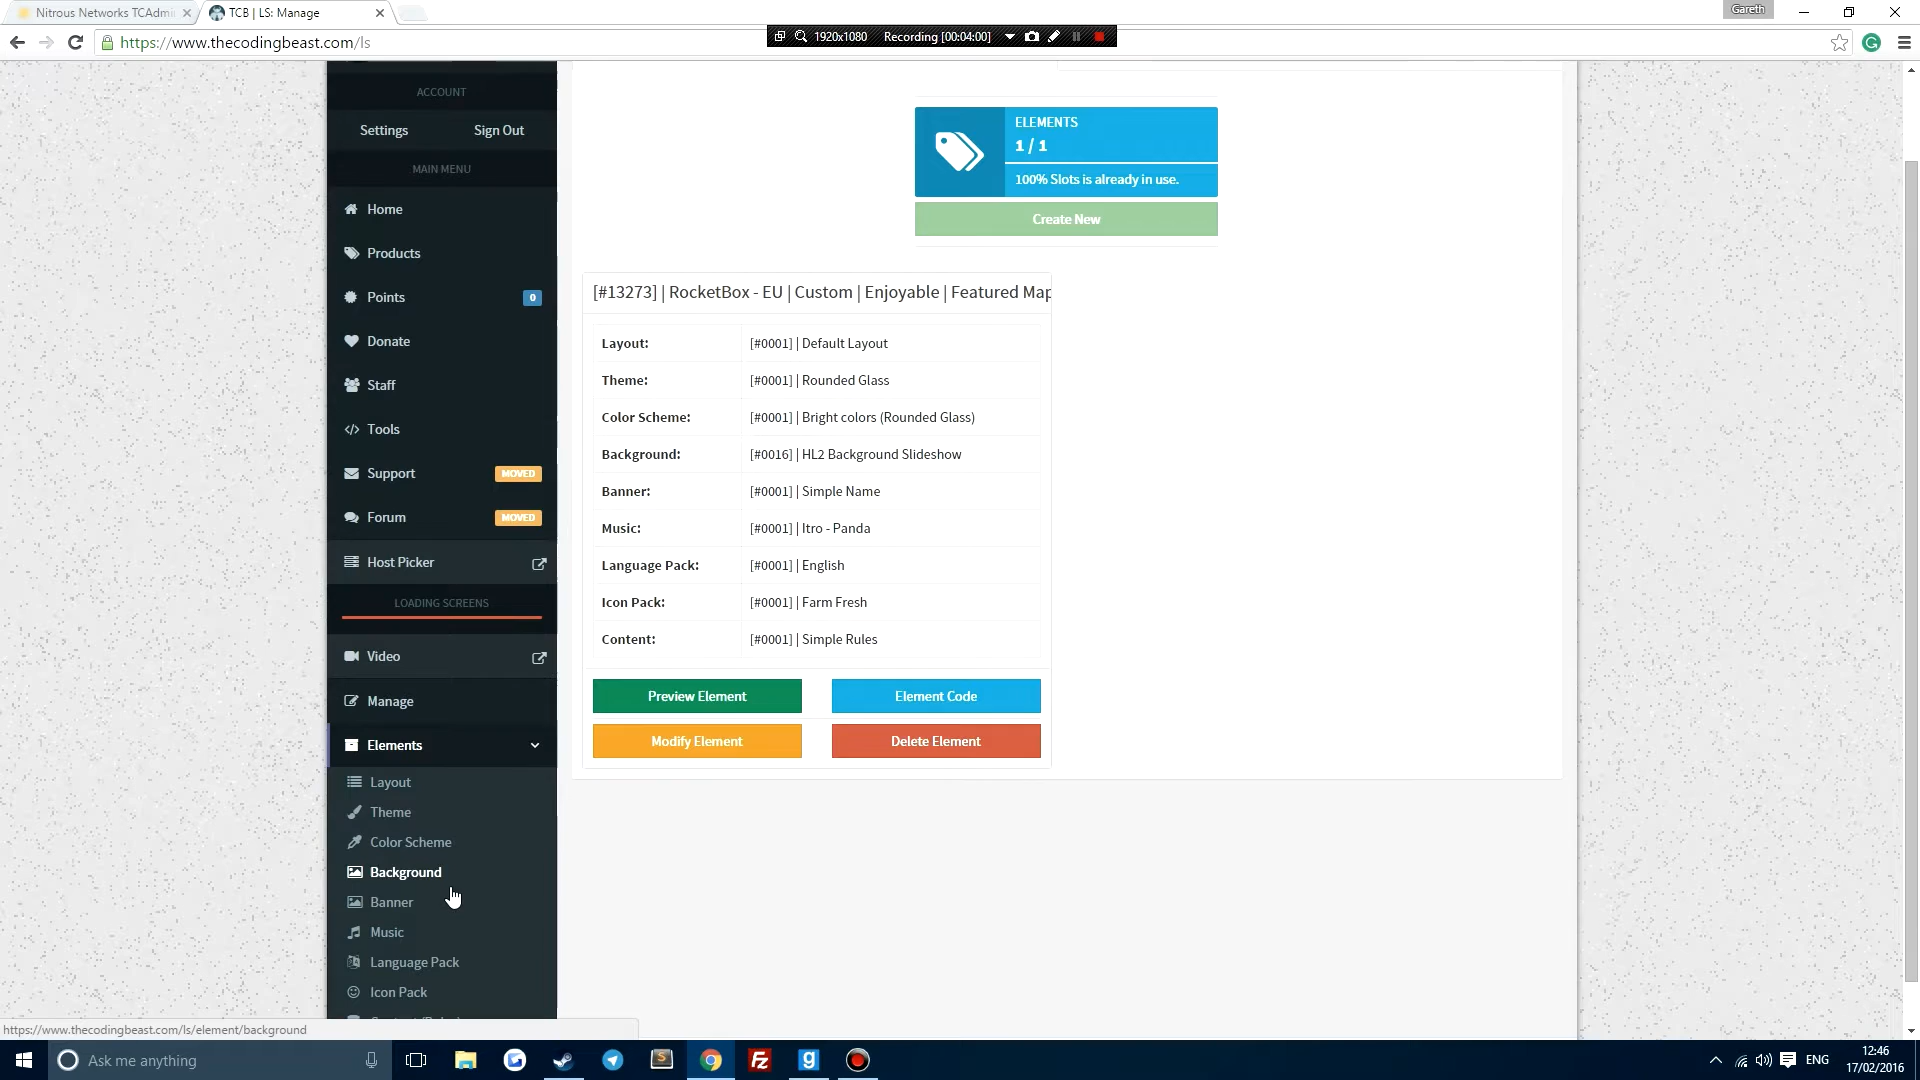 Nitrous Networks TCAdmi
TCB | LS: Manage
Gareth
https://www.thecodingbeast.com/ls
1920x1080 Recording [00:04:00]
ACCOUNT
Settings Sign Out
MAIN MENU
Home
Products
Points 0
Donate
Staff
Tools
Support MOVED
Forum MOVED
Host Picker
LOADING SCREENS
Video
Manage
Elements
Layout
Theme
Color Scheme
Background
Banner
Music
Language Pack
Icon Pack
ELEMENTS
1 / 1
100% Slots is already in use.
Create New
[#13273] | RocketBox - EU | Custom | Enjoyable | Featured Map
Layout: [#0001] | Default Layout
Theme: [#0001] | Rounded Glass
Color Scheme: [#0001] | Bright colors (Rounded Glass)
Background: [#0016] | HL2 Background Slideshow
Banner: [#0001] | Simple Name
Music: [#0001] | Itro - Panda
Language Pack: [#0001] | English
Icon Pack: [#0001] | Farm Fresh
Content: [#0001] | Simple Rules
Preview Element Element Code
Modify Element Delete Element
https://www.thecodingbeast.com/ls/element/background
Ask me anything
ENG
12:46
17/02/2016